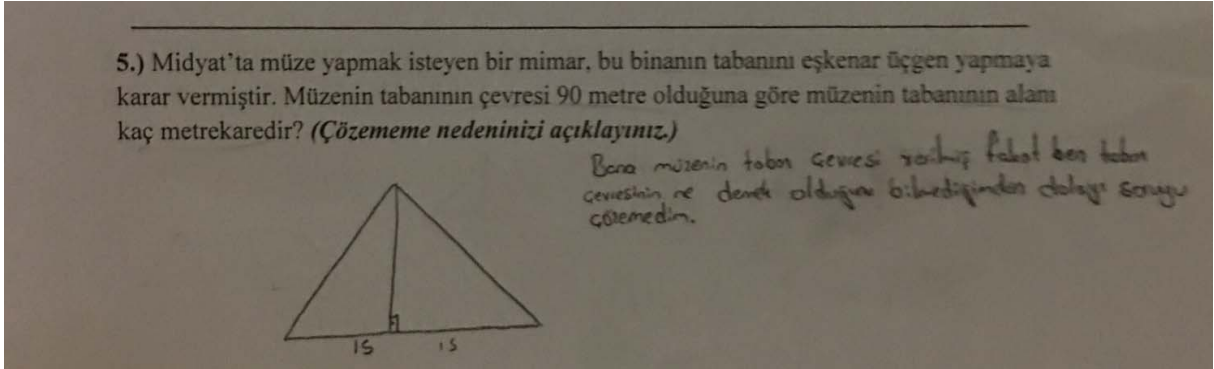 5.) Midyat'ta müze yapmak isteyen bir mimar, bu binanın tabanını eşkenar üçgen yapmaya
karar vermiştir. Müzenin tabanının çevresi 90 metre olduğuna göre müzenin tabanının alanı
kaç metrekaredir? (Çözememe nedeninizi açıklayınız.)
Bana müzenin taban çevresi verilmiş fakat ben taban
çevresinin ne demek olduğunu bilmediğimden dolayı soruyu
çözemedim.
15 15